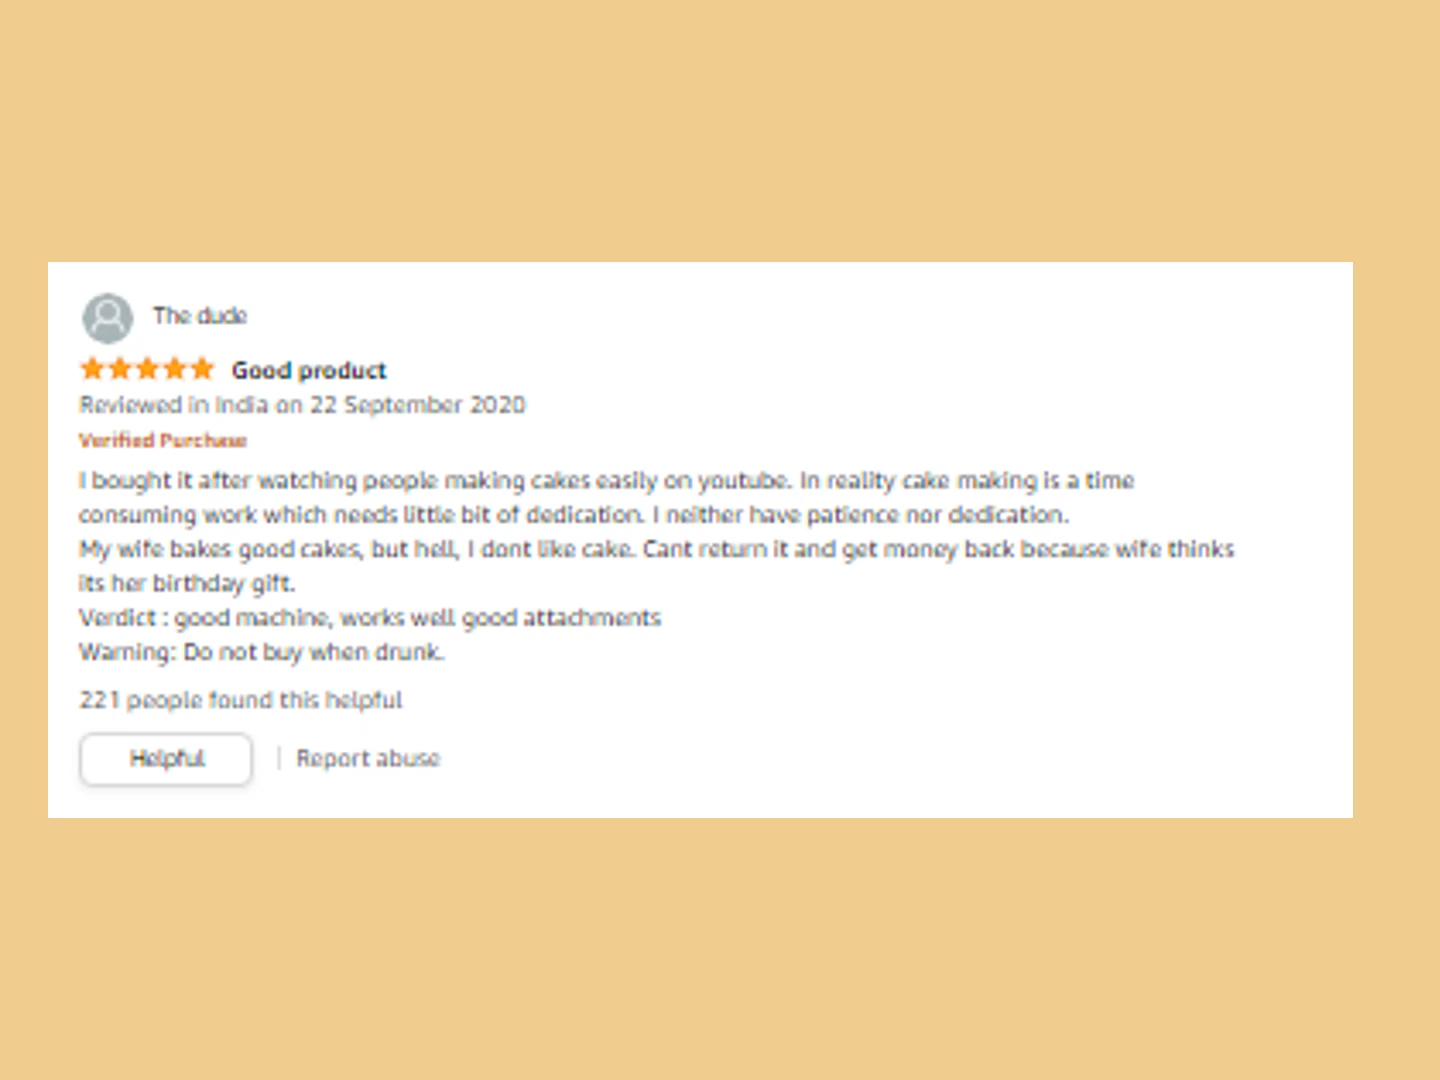 The dude
Good product
Reviewed in India on 22 September 2020
Verified Purchase
I bought it after watching people making cakes easily on youtube. In reality cake making is a time
consuming work which needs little bit of dedication. I neither have patience nor dedication.
My wife bakes good cakes, but hell, I dont like cake. Cant return it and get money back because wife thinks
its her birthday gift.
Verdict : good machine, works well good attachments
Warning: Do not buy when drunk.
221 people found this helpful
Helpful | Report abuse